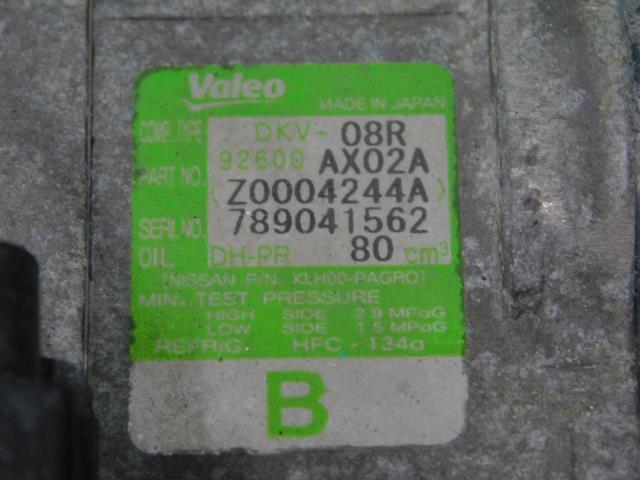 Valeo
MADE IN JAPAN
COMP. TYPE DKV- 08R
PART NO. 92600 AX02A
(Z0004244A)
SERI. NO. 789041562
OIL DH-PR 80 cm³
[NISSAN P/N. KLH00-PAGR0]
MIN. TEST PRESSURE
HIGH SIDE 2.9 MPaG
LOW SIDE 1.5 MPaG
REFRIG. HFC - 134a
B